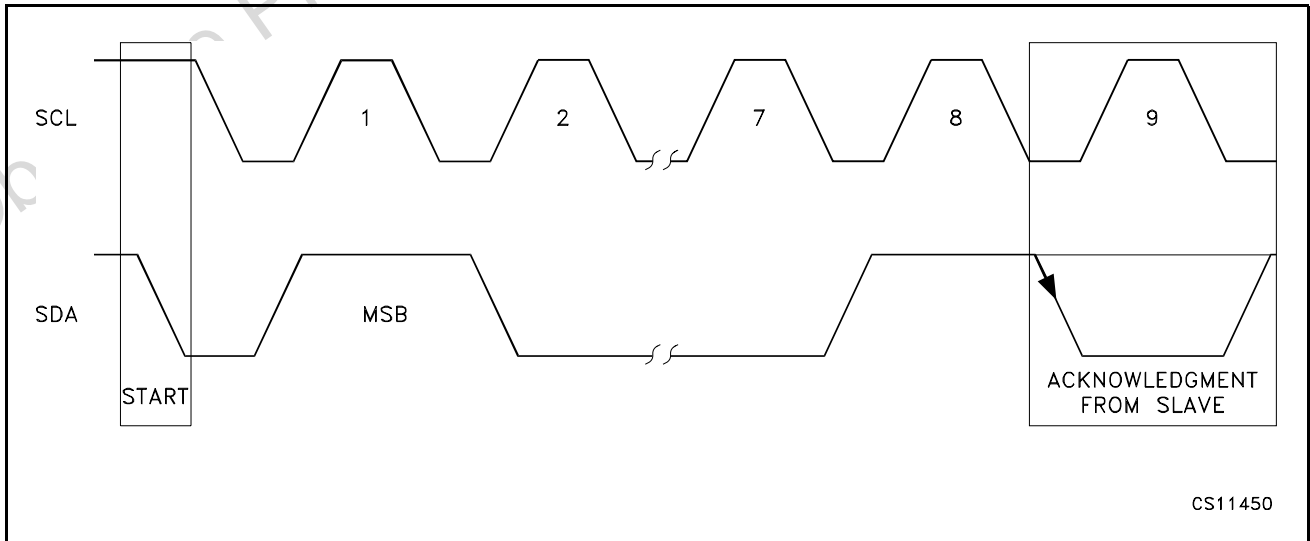 SCL
1
2
7
8
9
SDA
MSB
START
ACKNOWLEDGMENT
FROM SLAVE
CS11450